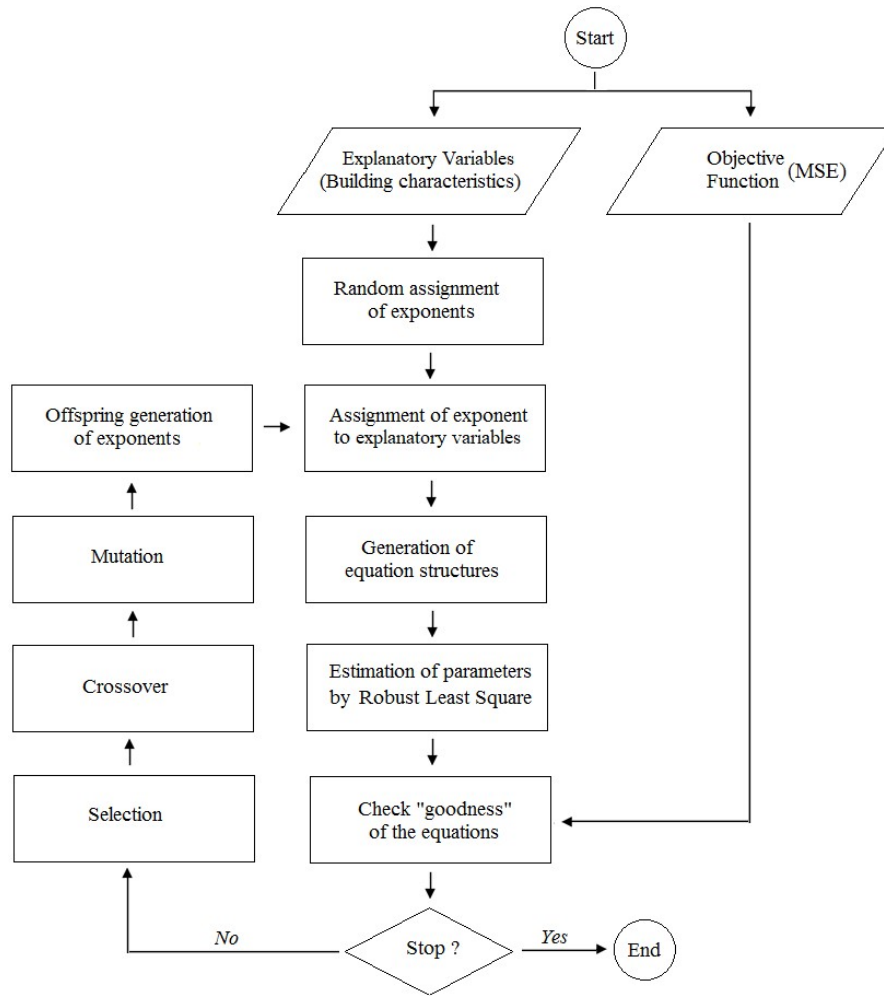 Start
Explanatory Variables
(Building characteristics)
Objective
Function (MSE)
Random assignment
of exponents
Offspring generation
of exponents
Assignment of exponent
to explanatory variables
Mutation
Generation of
equation structures
Crossover
Estimation of parameters
by Robust Least Square
Selection
Check "goodness"
of the equations
No
Stop ?
Yes
End